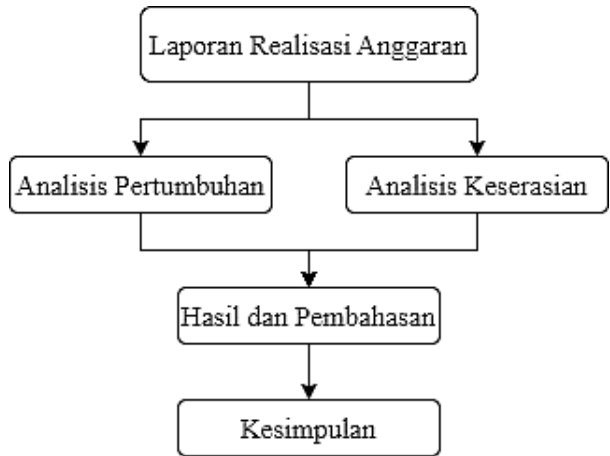 Laporan Realisasi Anggaran
Analisis Pertumbuhan
Analisis Keserasian
Hasil dan Pembahasan
Kesimpulan